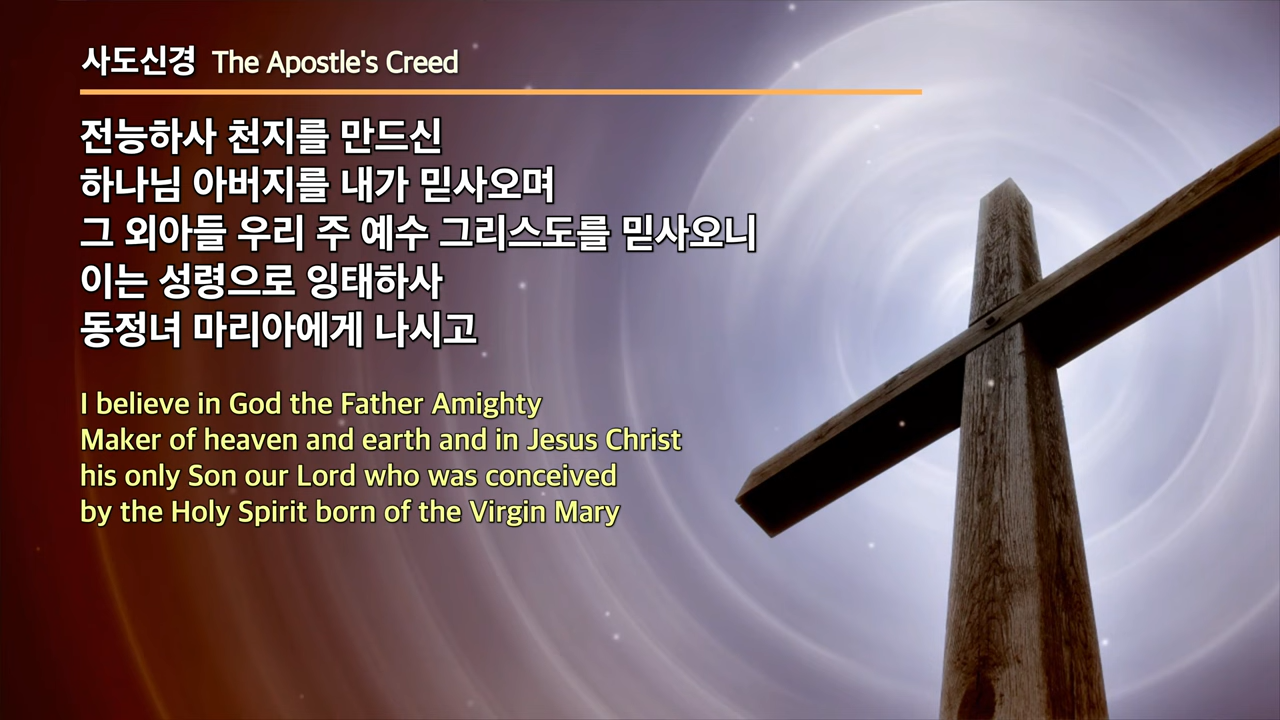 사도신경 The Apostle's Creed
전능하사 천지를 만드신
하나님 아버지를 내가 믿사오며
그 외아들 우리 주 예수 그리스도를 믿사오니
이는 성령으로 잉태하사
동정녀 마리아에게 나시고
I believe in God the Father Amighty
Maker of heaven and earth and in Jesus Christ
his only Son our Lord who was conceived
by the Holy Spirit born of the Virgin Mary